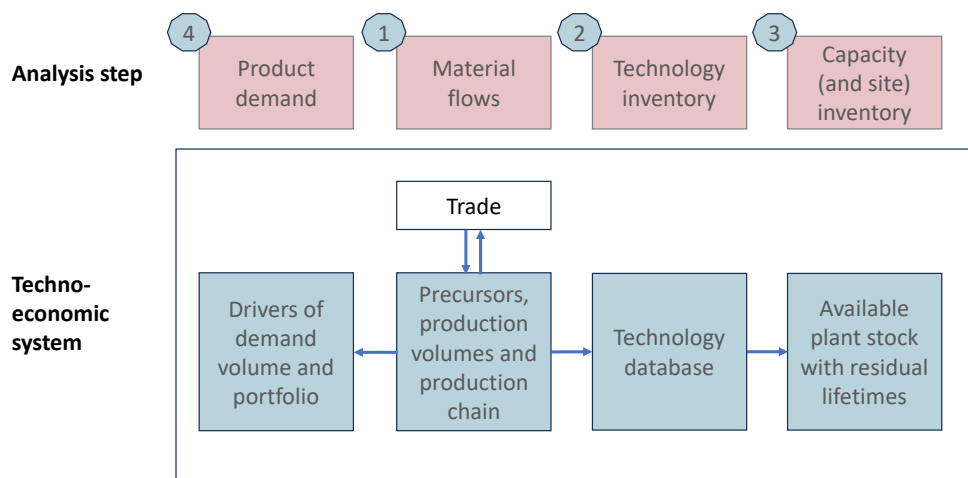 4
1
2
3
Analysis step
Product
demand
Material
flows
Technology
inventory
Capacity
(and site)
inventory
Trade
Techno-
economic
system
Drivers of
demand
volume and
portfolio
Precursors,
production
volumes and
production
chain
Technology
database
Available
plant stock
with residual
lifetimes